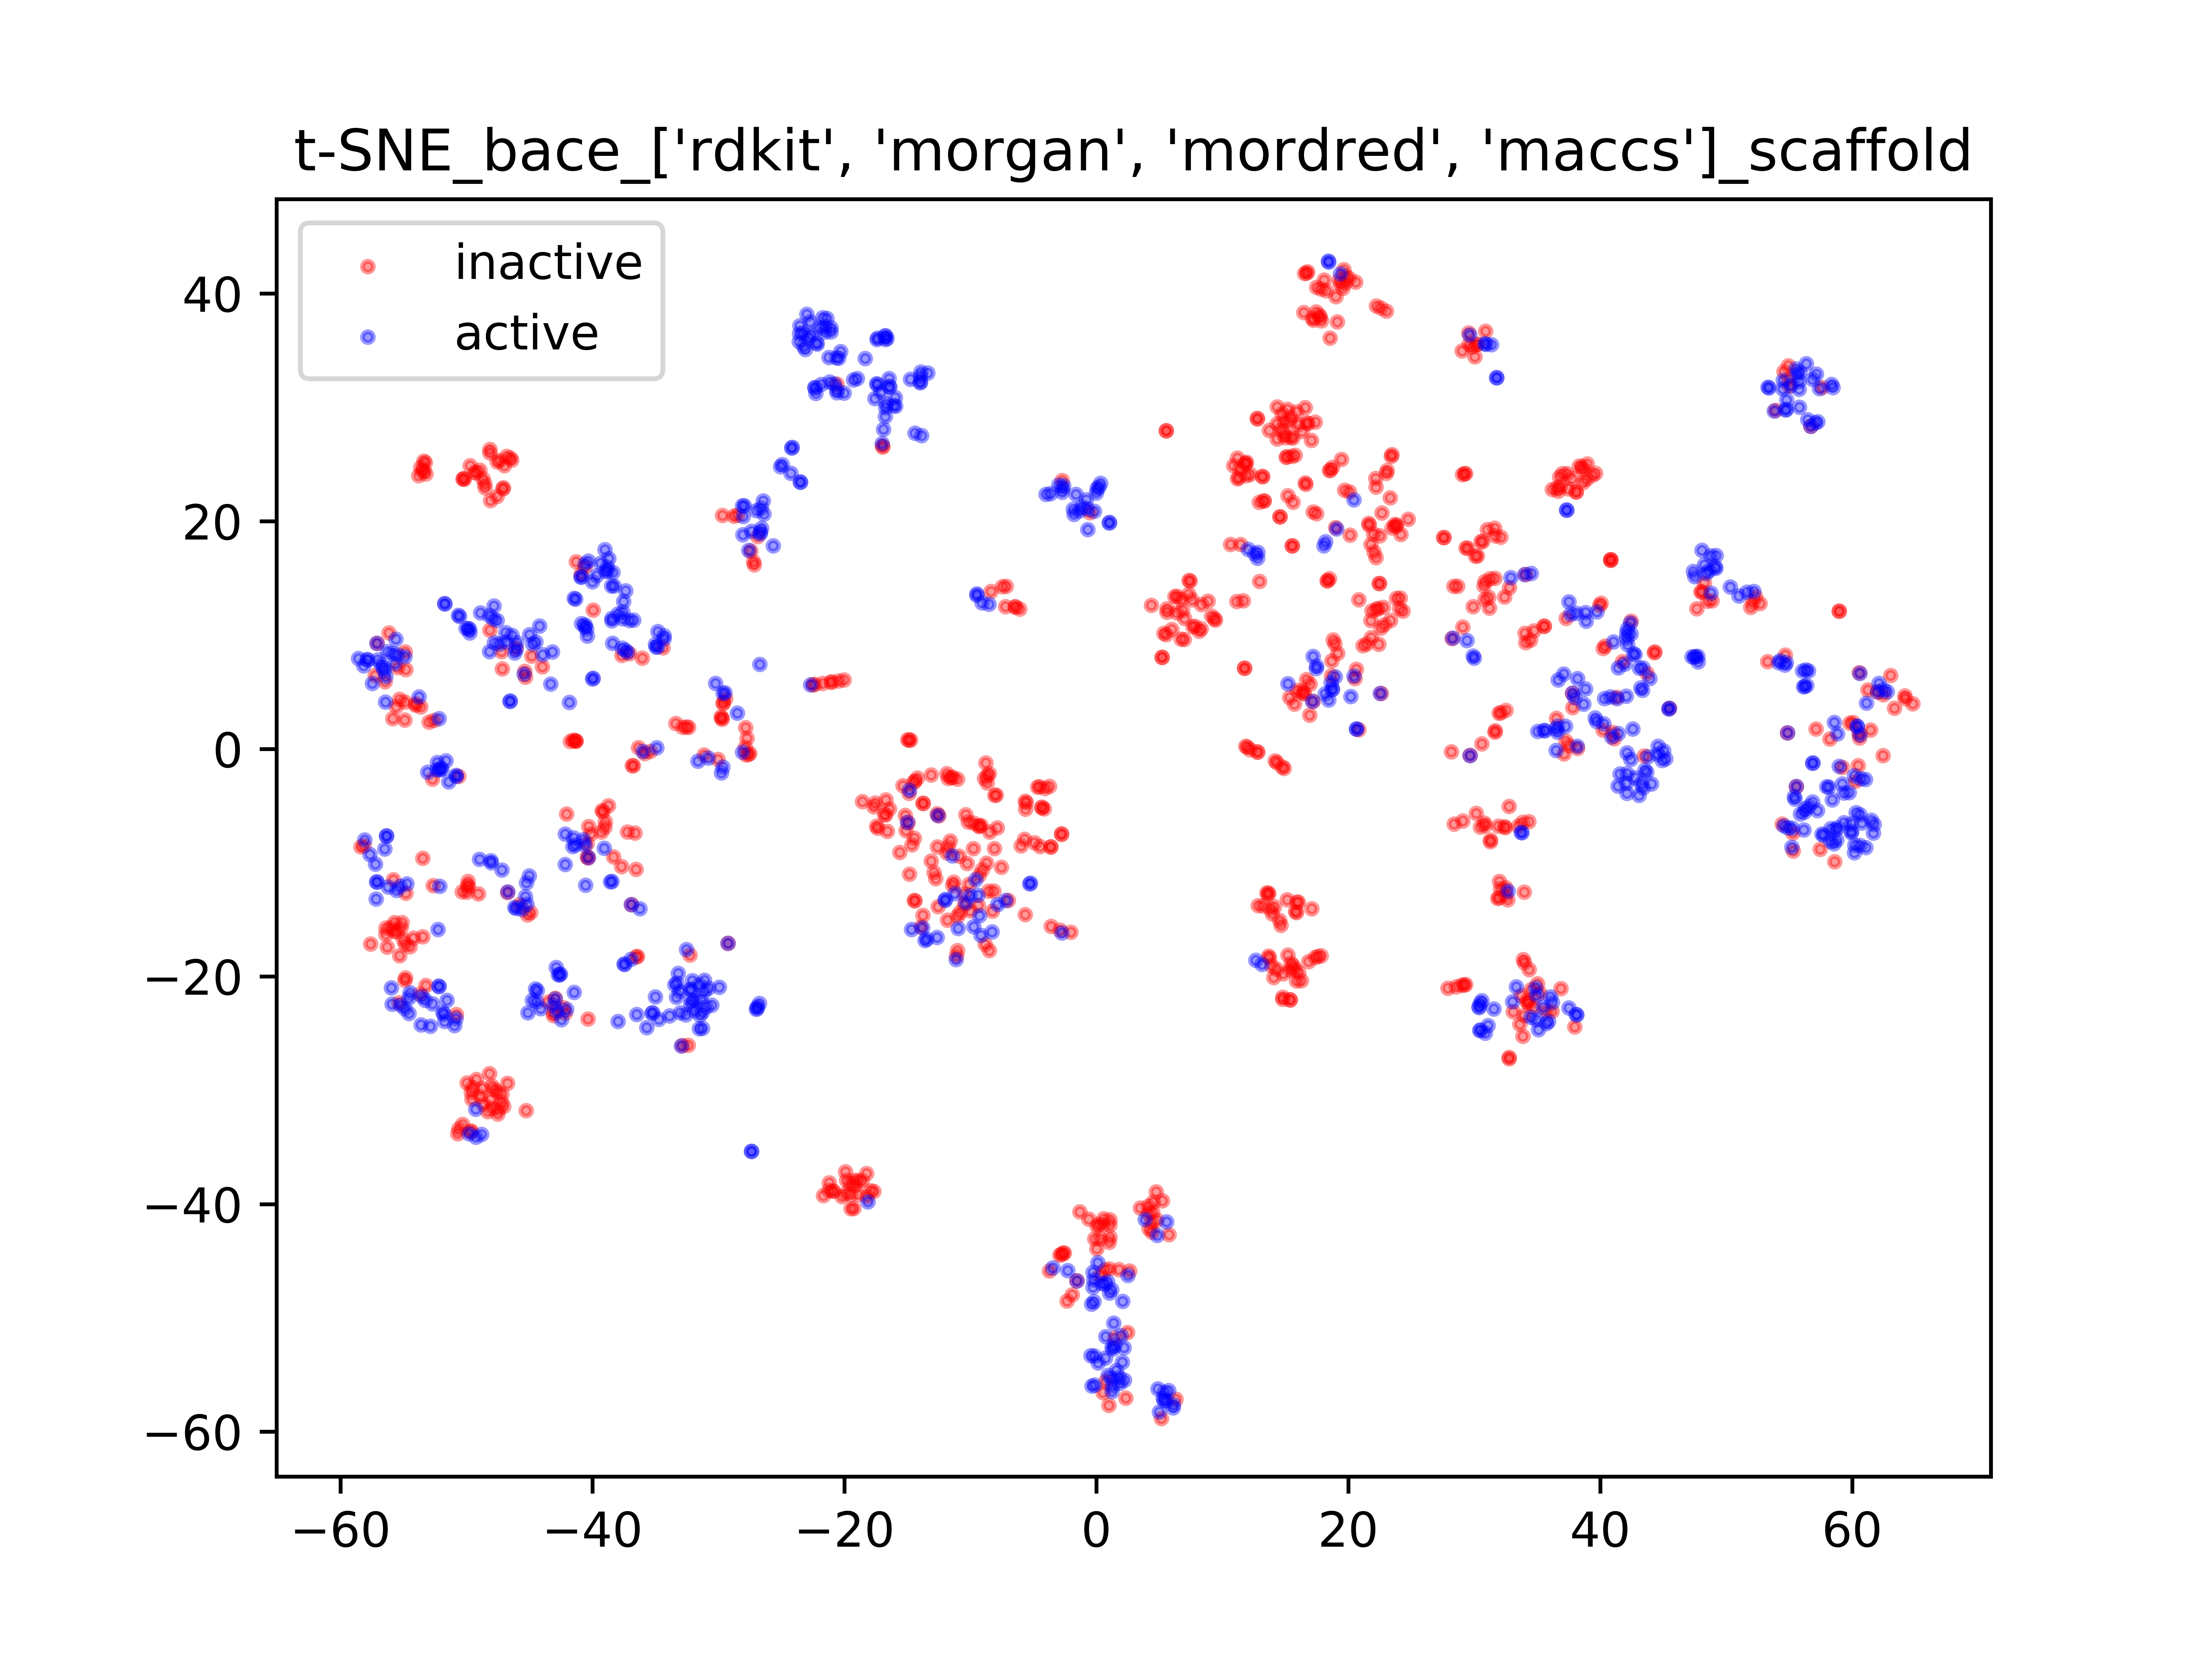 t-SNE_bace_['rdkit', 'morgan', 'mordred', 'maccs']_scaffold
inactive
active
40
20
0
−20
−40
−60
−60 −40 −20 0 20 40 60